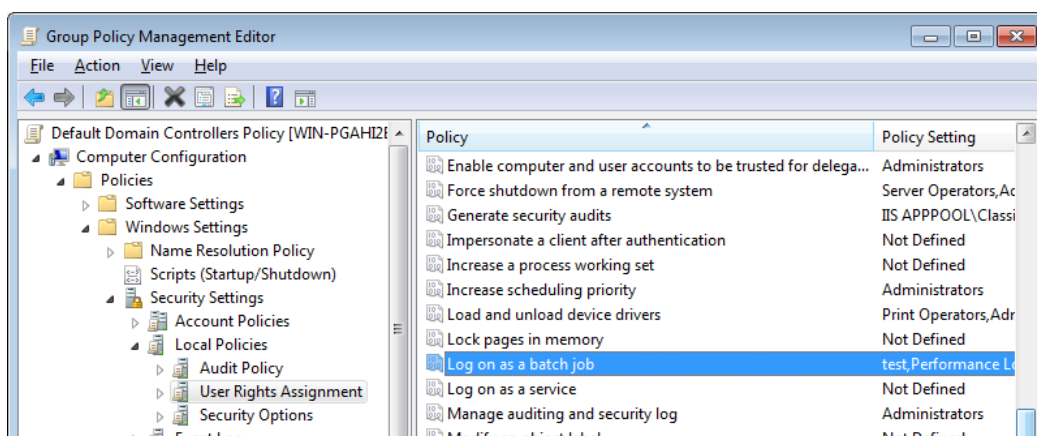 Group Policy Management Editor
File Action View Help
Default Domain Controllers Policy [WIN-PGAHI2
Computer Configuration
Policies
Software Settings
Windows Settings
Name Resolution Policy
Scripts (Startup/Shutdown)
Security Settings
Account Policies
Local Policies
Audit Policy
User Rights Assignment
Security Options
Policy Policy Setting
Enable computer and user accounts to be trusted for delega... Administrators
Force shutdown from a remote system Server Operators,Ac
Generate security audits IIS APPPOOL\Classi
Impersonate a client after authentication Not Defined
Increase a process working set Not Defined
Increase scheduling priority Administrators
Load and unload device drivers Print Operators,Adr
Lock pages in memory Not Defined
Log on as a batch job test,Performance Lo
Log on as a service Not Defined
Manage auditing and security log Administrators